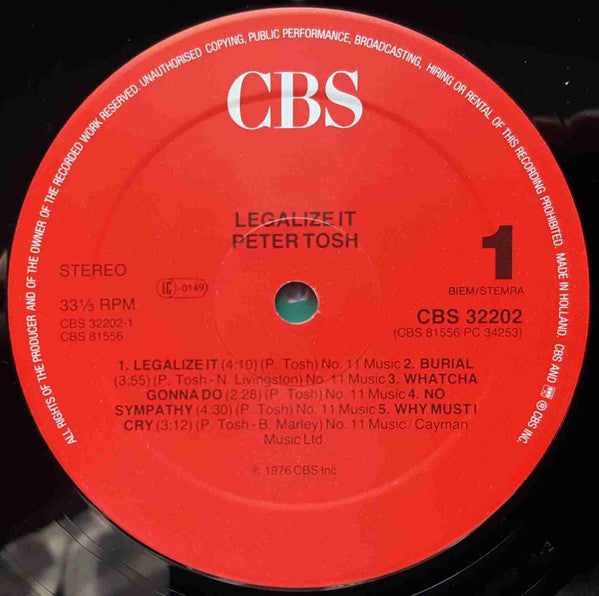 ALL RIGHTS OF THE PRODUCER AND OF THE OWNER OF THE RECORDED WORK RESERVED. UNAUTHORISED COPYING, PUBLIC PERFORMANCE, BROADCASTING, HIRING OR RENTAL OF THIS RECORDING PROHIBITED. MADE IN HOLLAND. CBS AND ® © CBS INC.
CBS
LEGALIZE IT
PETER TOSH
STEREO
1
BIEM/STEMRA
33⅓ RPM
LC-0149
CBS 32202
CBS 32202-1
(CBS 81556/PC 34253)
CBS 81556
1. LEGALIZE IT (4:10) (P. Tosh) No. 11 Music 2. BURIAL
(3:55) (P. Tosh - N. Livingston) No. 11 Music 3. WHATCHA
GONNA DO (2:28) (P. Tosh) No. 11 Music 4. NO
SYMPATHY (4:30) (P. Tosh) No. 11 Music 5. WHY MUST I
CRY (3:12) (P. Tosh - B. Marley) No. 11 Music / Cayman
Music Ltd.
℗ 1976 CBS Inc